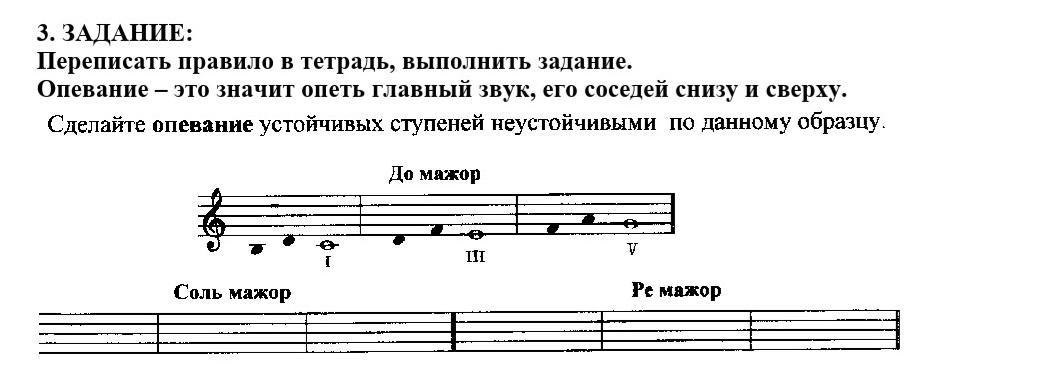 3. ЗАДАНИЕ:
Переписать правило в тетрадь, выполнить задание.
Опевание – это значит опеть главный звук, его соседей снизу и сверху.
Сделайте опевание устойчивых ступеней неустойчивыми по данному образцу.
До мажор
I III V
Соль мажор Ре мажор